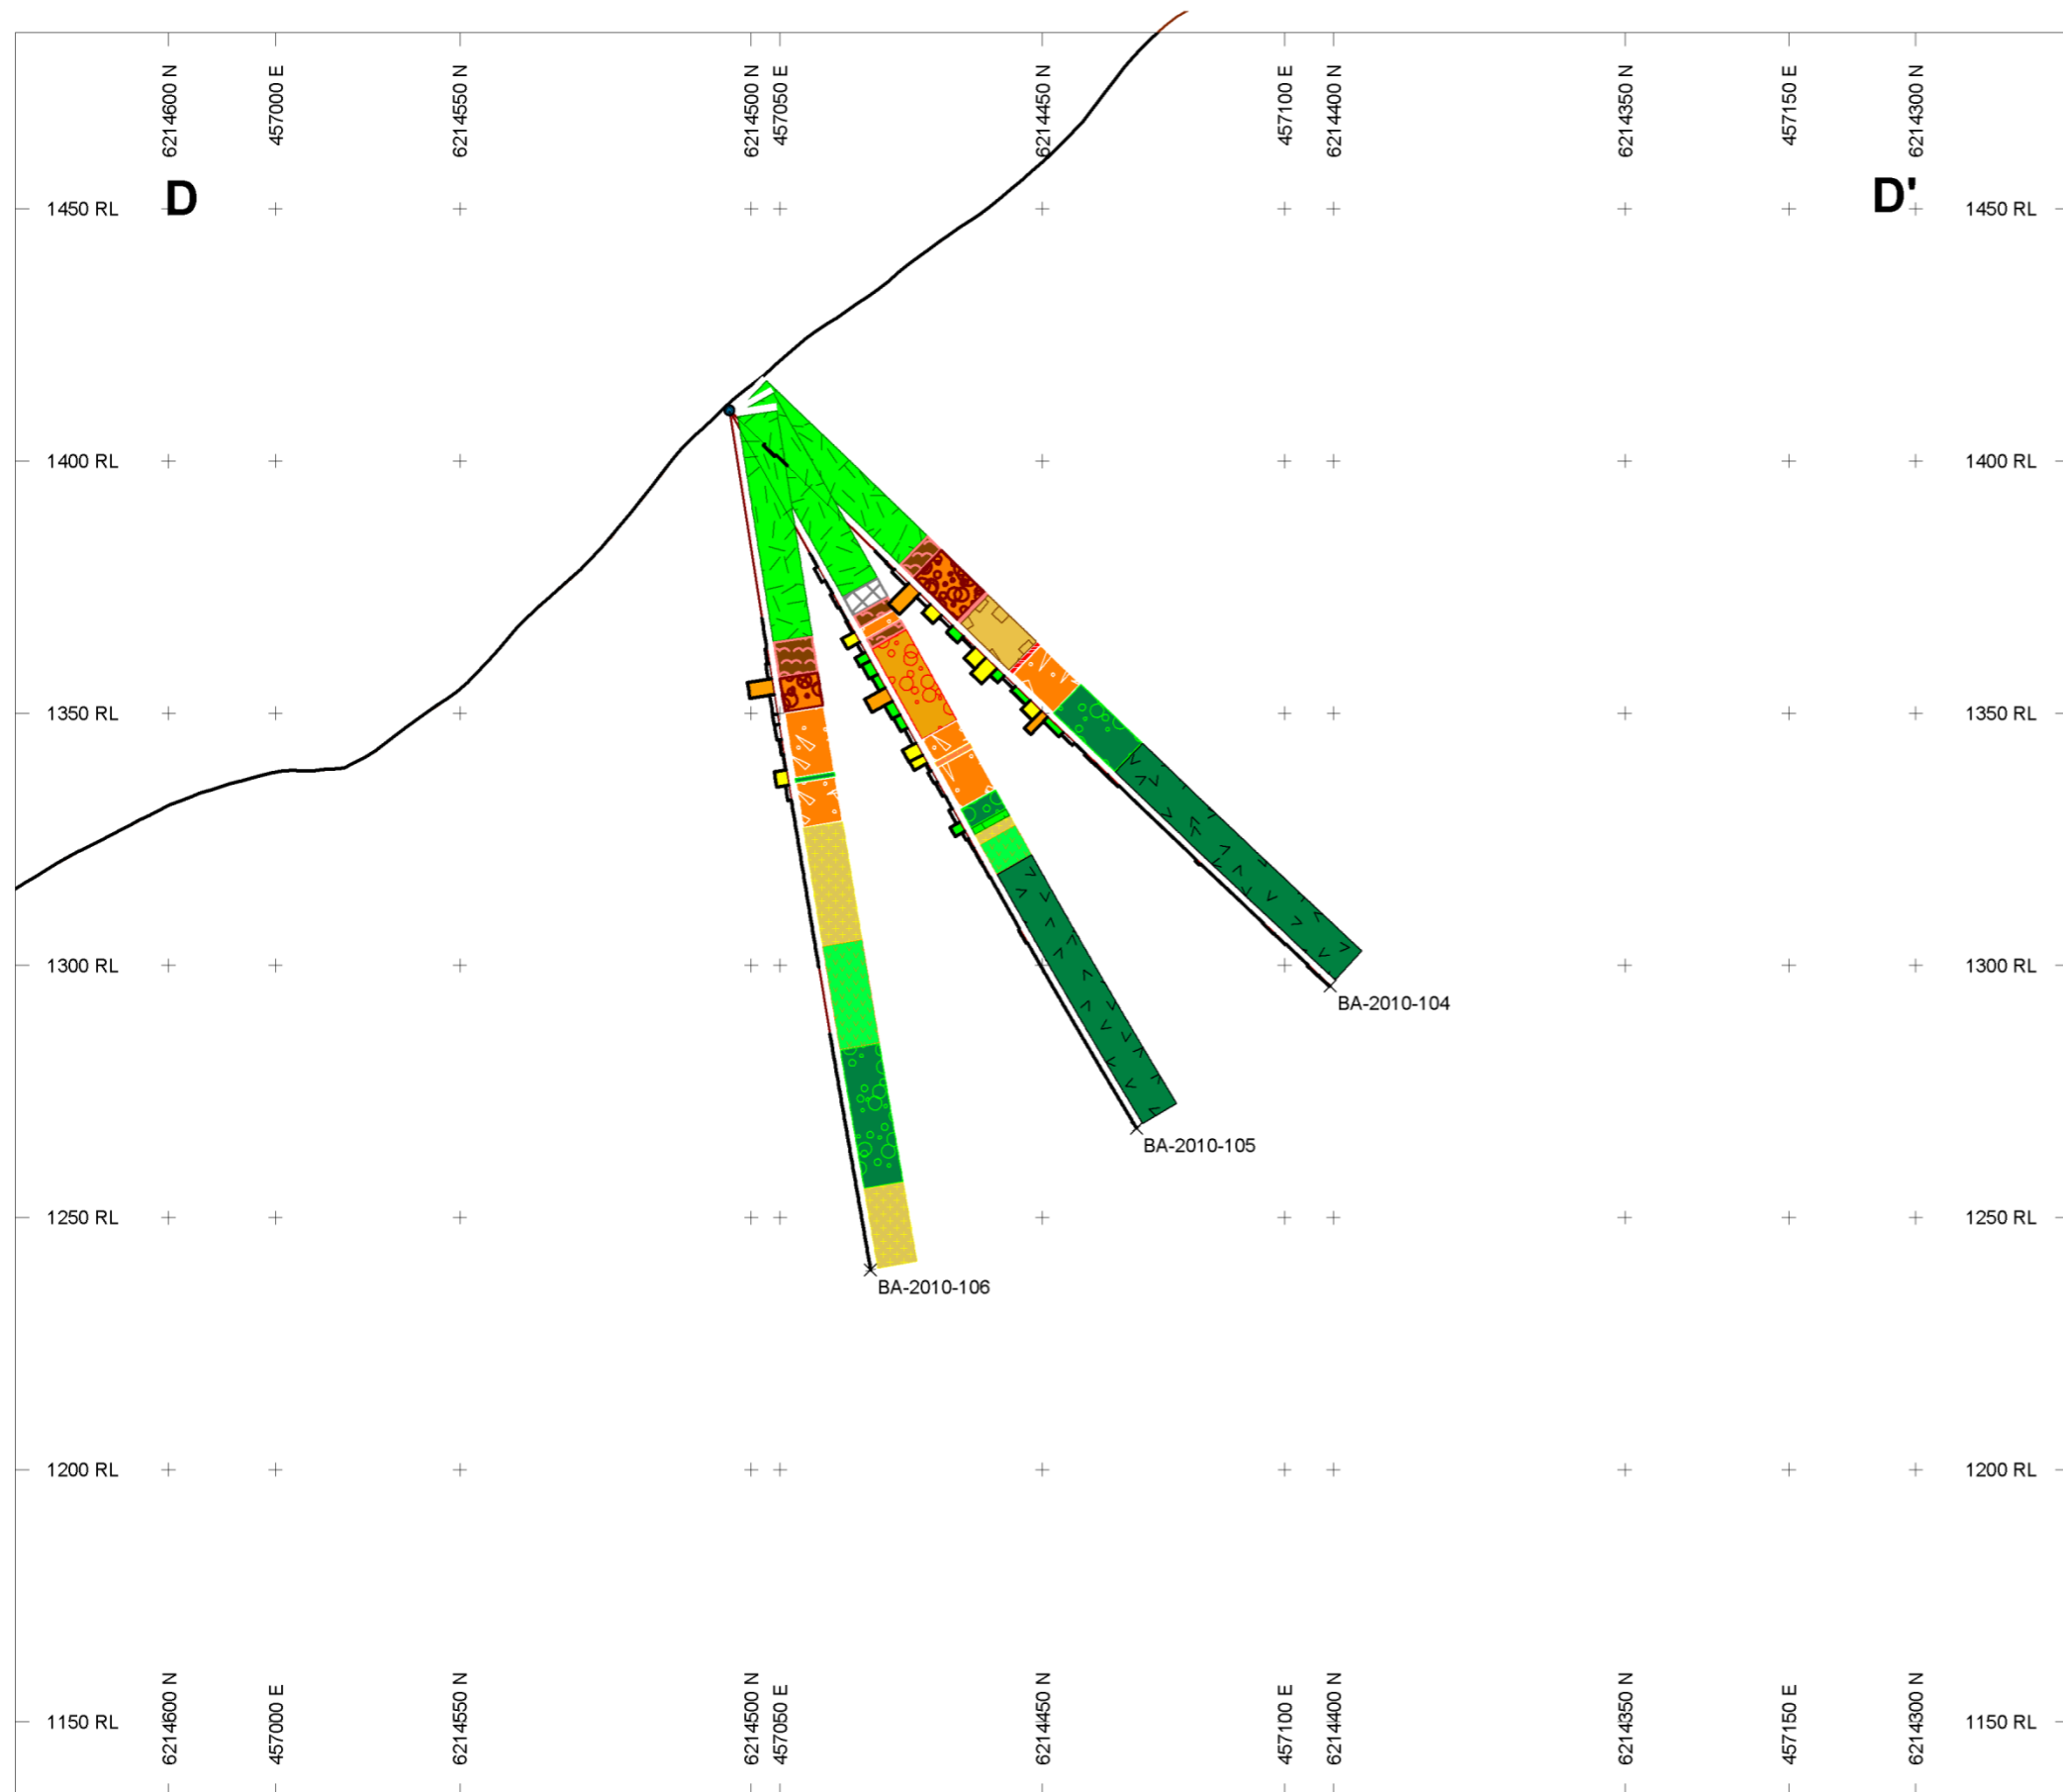 6214600 N
457000 E
6214550 N
6214500 N
457050 E
6214450 N
457100 E
6214400 N
6214350 N
457150 E
6214300 N
D
D'
1450 RL
1450 RL
1400 RL
1400 RL
1350 RL
1350 RL
1300 RL
1300 RL
BA-2010-104
BA-2010-105
1250 RL
1250 RL
BA-2010-106
1200 RL
1200 RL
1150 RL
1150 RL
6214600 N
457000 E
6214550 N
6214500 N
457050 E
6214450 N
457100 E
6214400 N
6214350 N
457150 E
6214300 N